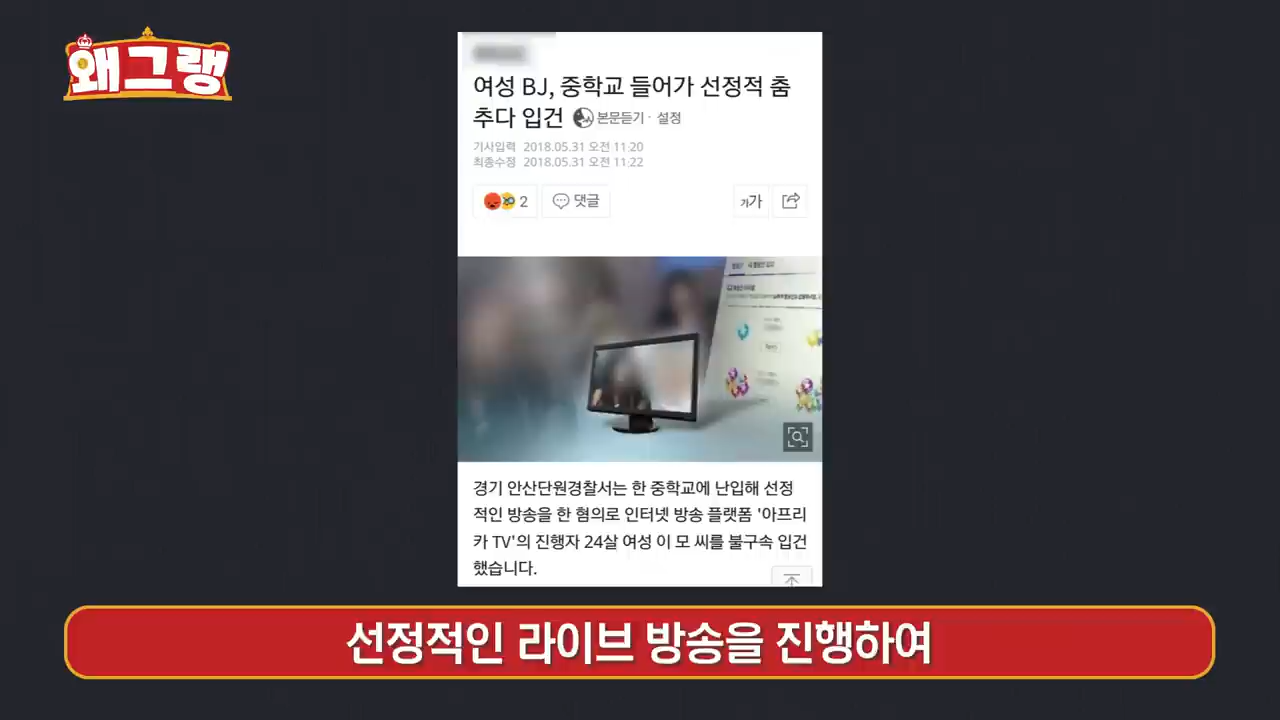 왜그랭
여성 BJ, 중학교 들어가 선정적 춤
추다 입건 본문듣기 · 설정
기사입력 2018.05.31 오전 11:20
최종수정 2018.05.31 오전 11:22
2 댓글 가가
경기 안산단원경찰서는 한 중학교에 난입해 선정
적인 방송을 한 혐의로 인터넷 방송 플랫폼 '아프리
카 TV'의 진행자 24살 여성 이 모 씨를 불구속 입건
했습니다.
선정적인 라이브 방송을 진행하여